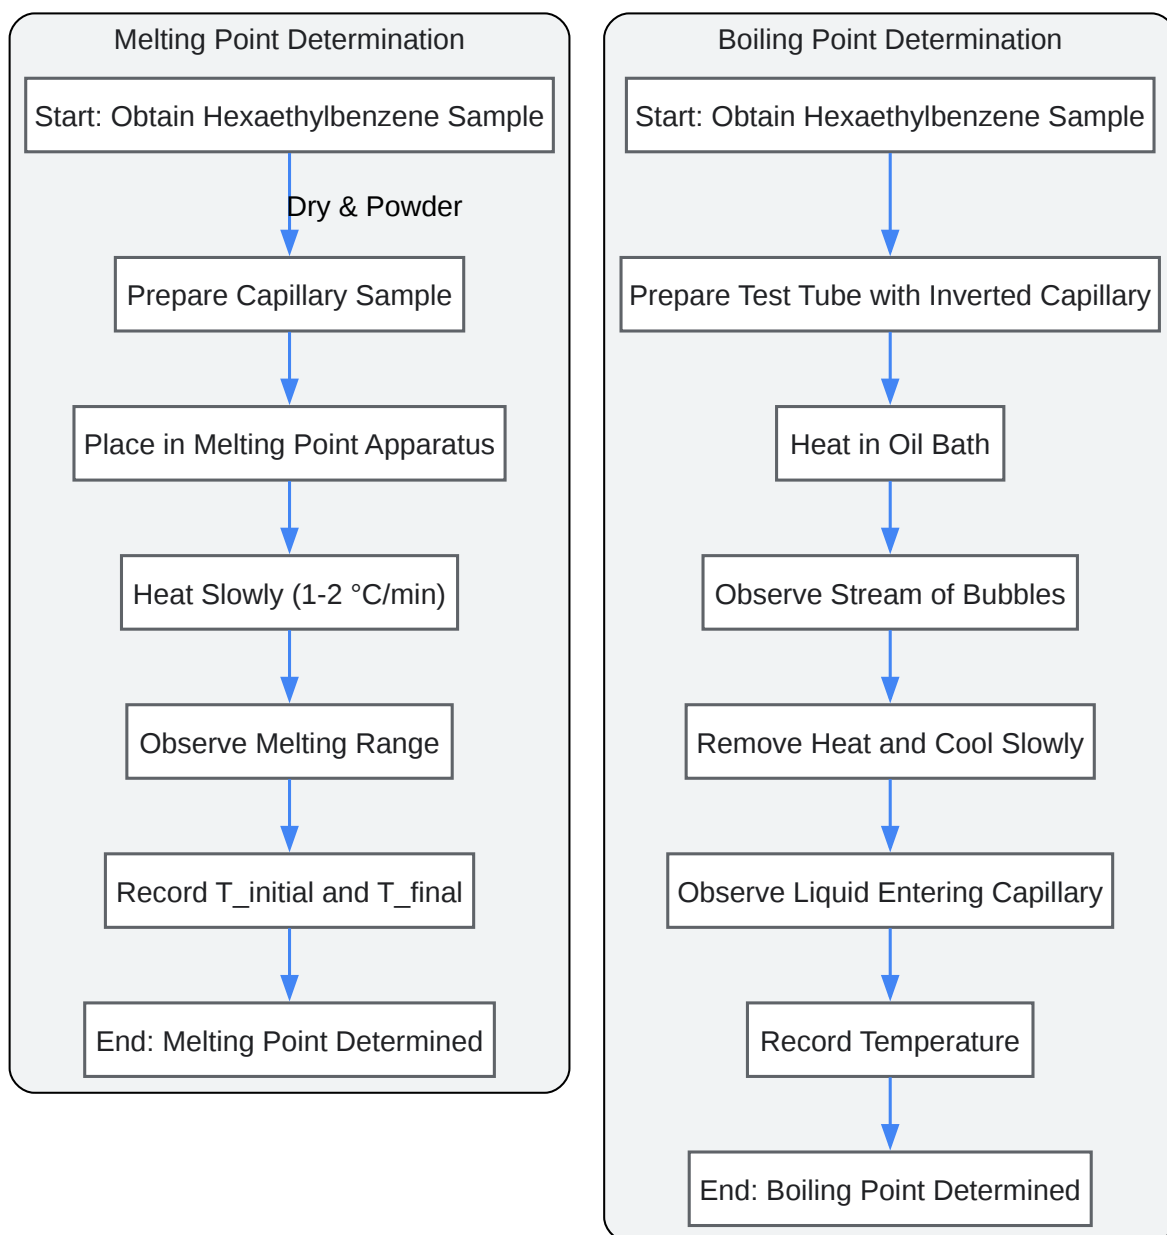 Melting Point Determination
Start: Obtain Hexaethylbenzene Sample
Dry & Powder
Prepare Capillary Sample
Place in Melting Point Apparatus
Heat Slowly (1-2 °C/min)
Observe Melting Range
Record T_initial and T_final
End: Melting Point Determined
Boiling Point Determination
Start: Obtain Hexaethylbenzene Sample
Prepare Test Tube with Inverted Capillary
Heat in Oil Bath
Observe Stream of Bubbles
Remove Heat and Cool Slowly
Observe Liquid Entering Capillary
Record Temperature
End: Boiling Point Determined